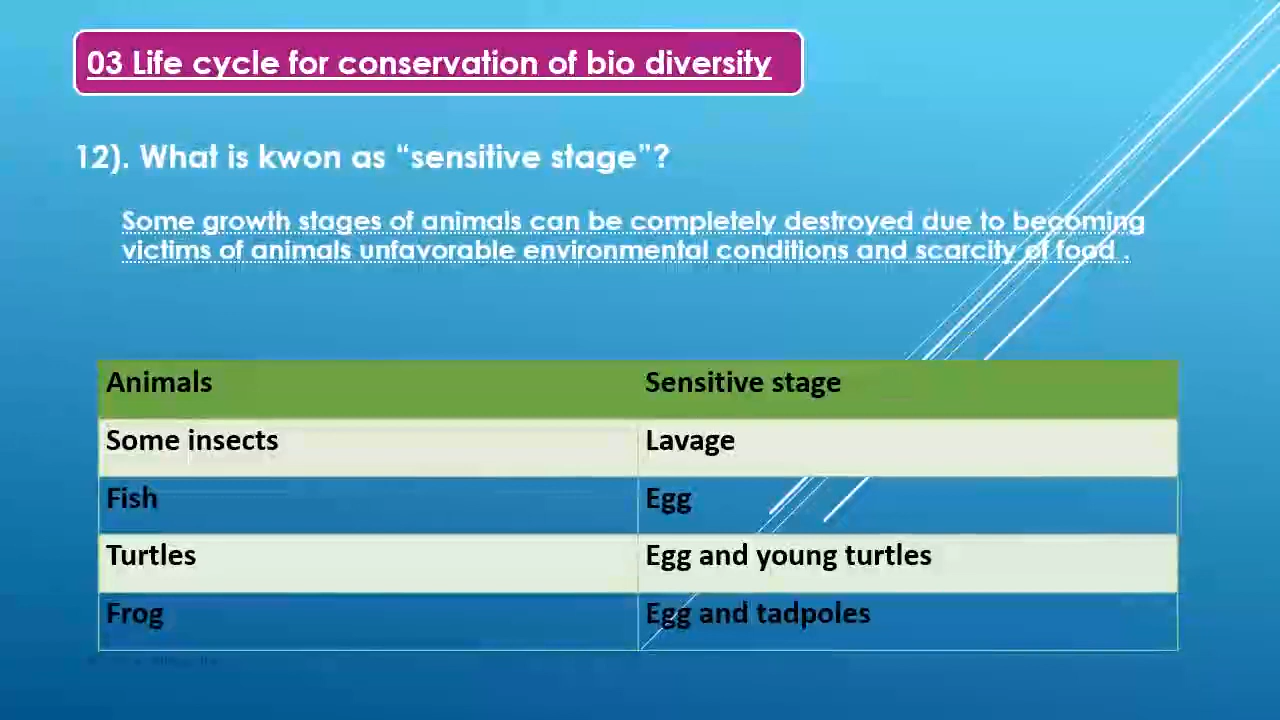 03 Life cycle for conservation of bio diversity
12). What is kwon as “sensitive stage”?
Some growth stages of animals can be completely destroyed due to becoming
victims of animals unfavorable environmental conditions and scarcity of food .
Animals Sensitive stage
Some insects Lavage
Fish Egg
Turtles Egg and young turtles
Frog Egg and tadpoles